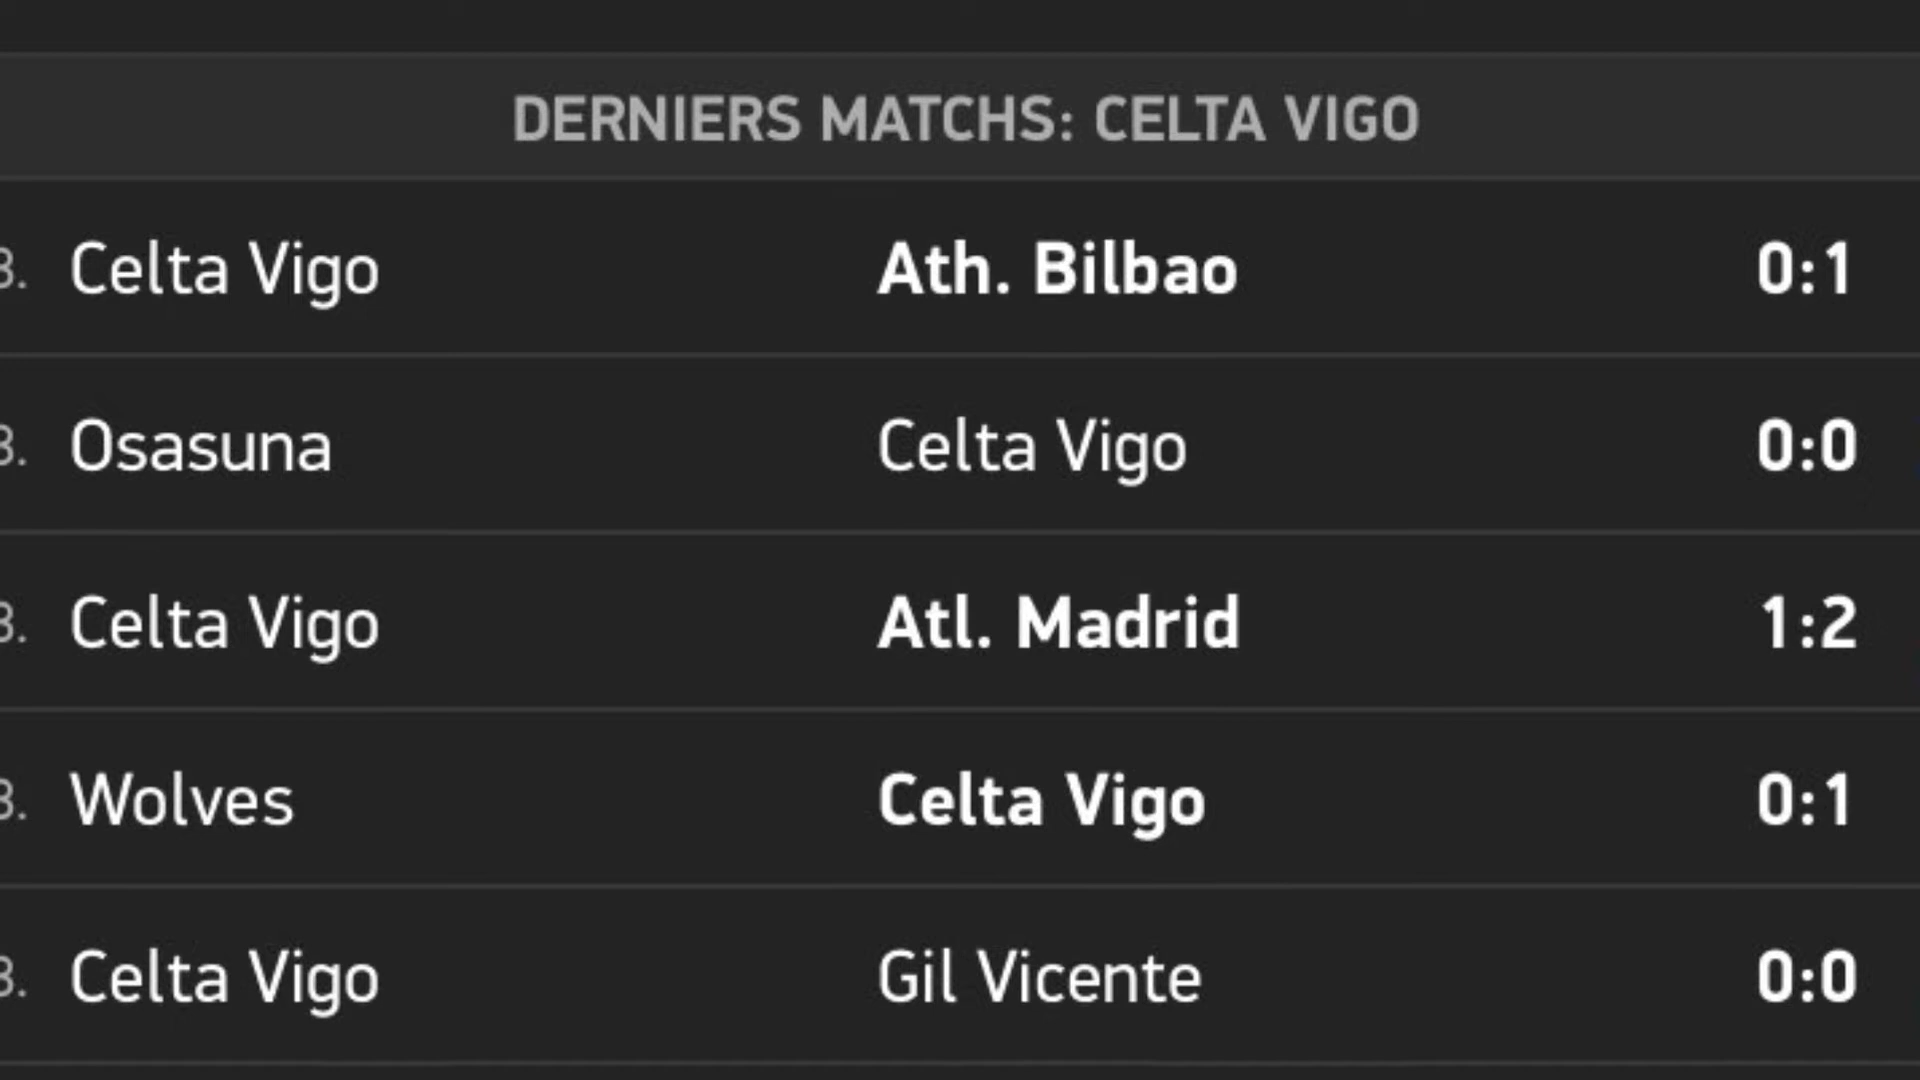 DERNIERS MATCHS: CELTA VIGO
Celta Vigo Ath. Bilbao 0:1
Osasuna Celta Vigo 0:0
Celta Vigo Atl. Madrid 1:2
Wolves Celta Vigo 0:1
Celta Vigo Gil Vicente 0:0